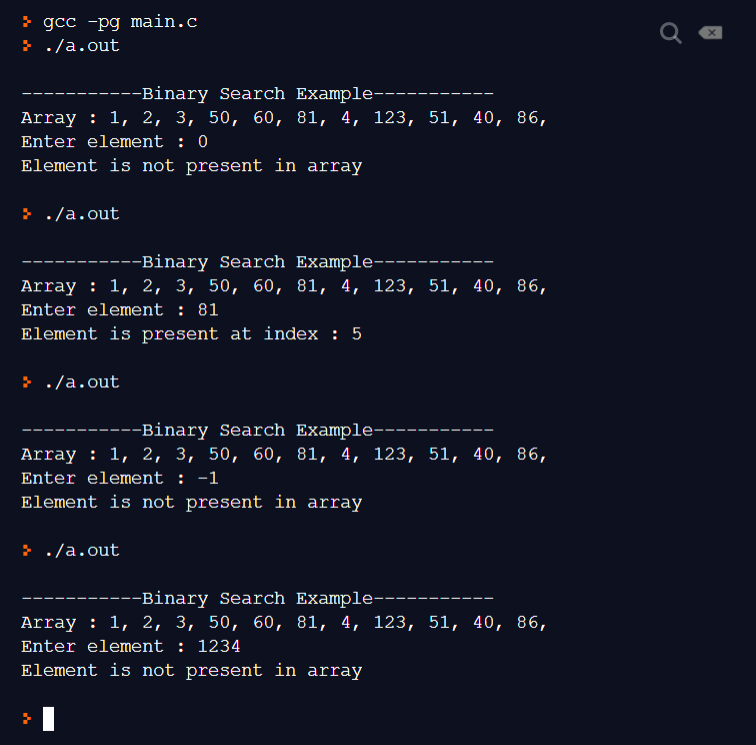 gcc -pg main.c
./a.out
-----------Binary Search Example-----------
Array : 1, 2, 3, 50, 60, 81, 4, 123, 51, 40, 86,
Enter element : 0
Element is not present in array
./a.out
-----------Binary Search Example-----------
Array : 1, 2, 3, 50, 60, 81, 4, 123, 51, 40, 86,
Enter element : 81
Element is present at index : 5
./a.out
-----------Binary Search Example-----------
Array : 1, 2, 3, 50, 60, 81, 4, 123, 51, 40, 86,
Enter element : -1
Element is not present in array
./a.out
-----------Binary Search Example-----------
Array : 1, 2, 3, 50, 60, 81, 4, 123, 51, 40, 86,
Enter element : 1234
Element is not present in array